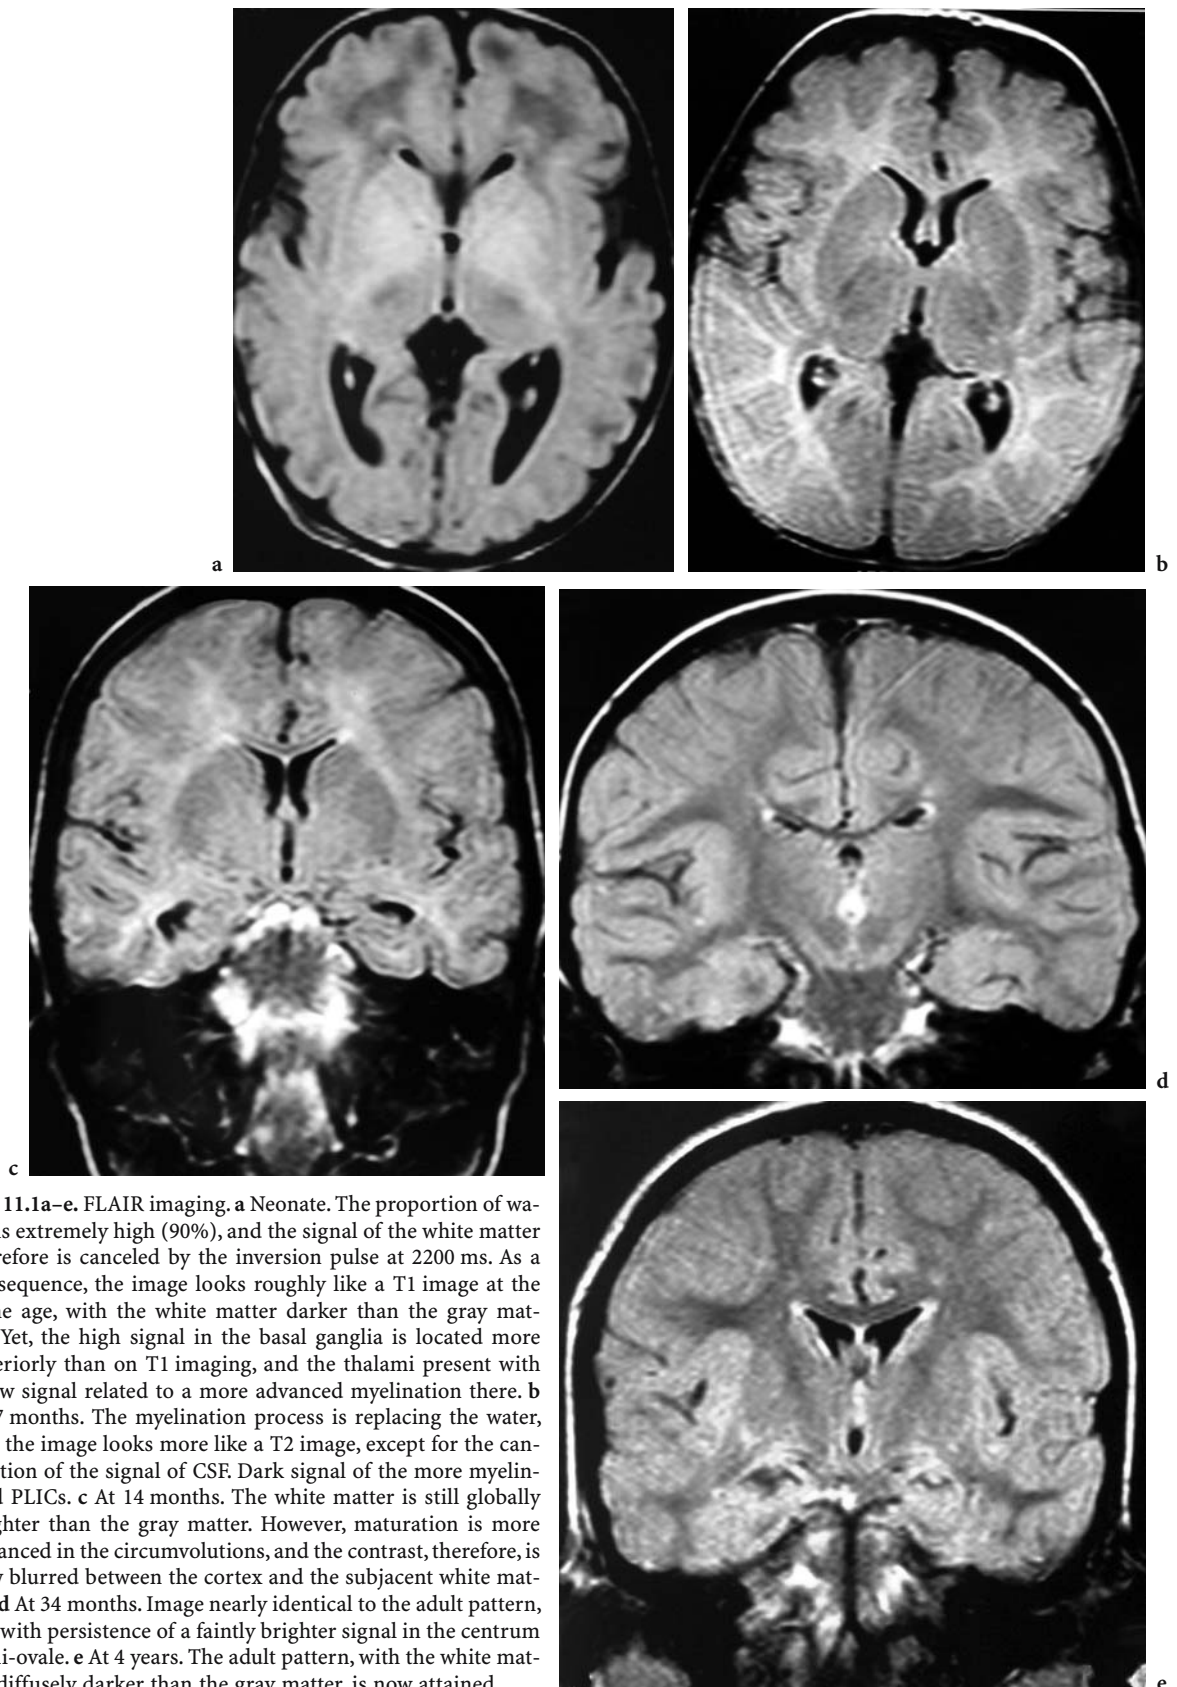 a
b
c
d
11.1a–e. FLAIR imaging. a Neonate. The proportion of wa-
s extremely high (90%), and the signal of the white matter
refore is canceled by the inversion pulse at 2200 ms. As a
sequence, the image looks roughly like a T1 image at the
e age, with the white matter darker than the gray mat-
Yet, the high signal in the basal ganglia is located more
eriorly than on T1 imaging, and the thalami present with
w signal related to a more advanced myelination there. b
7 months. The myelination process is replacing the water,
the image looks more like a T2 image, except for the can-
tion of the signal of CSF. Dark signal of the more myelin-
d PLICs. c At 14 months. The white matter is still globally
ghter than the gray matter. However, maturation is more
anced in the circumvolutions, and the contrast, therefore, is
y blurred between the cortex and the subjacent white mat-
d At 34 months. Image nearly identical to the adult pattern,
with persistence of a faintly brighter signal in the centrum
i-ovale. e At 4 years. The adult pattern, with the white mat-
diffusely darker than the gray matter, is now attained
e